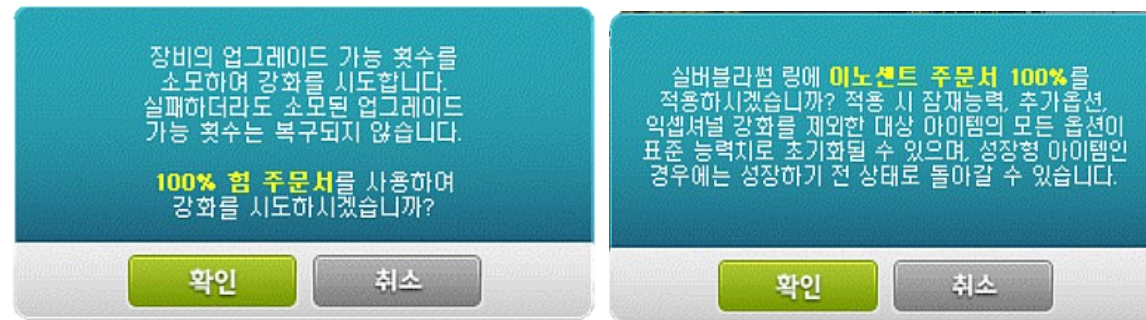 장비의 업그레이드 가능 횟수를
소모하여 강화를 시도합니다.
실패하더라도 소모된 업그레이드
가능 횟수는 복구되지 않습니다.
100% 힘 주문서를 사용하여
강화를 시도하시겠습니까?
확인
취소
실버블라썸 링에 이노센트 주문서 100%를
적용하시겠습니까? 적용 시 잠재능력, 추가옵션,
익셉셔널 강화를 제외한 대상 아이템의 모든 옵션이
표준 능력치로 초기화될 수 있으며, 성장형 아이템인
경우에는 성장하기 전 상태로 돌아갈 수 있습니다.
확인
취소